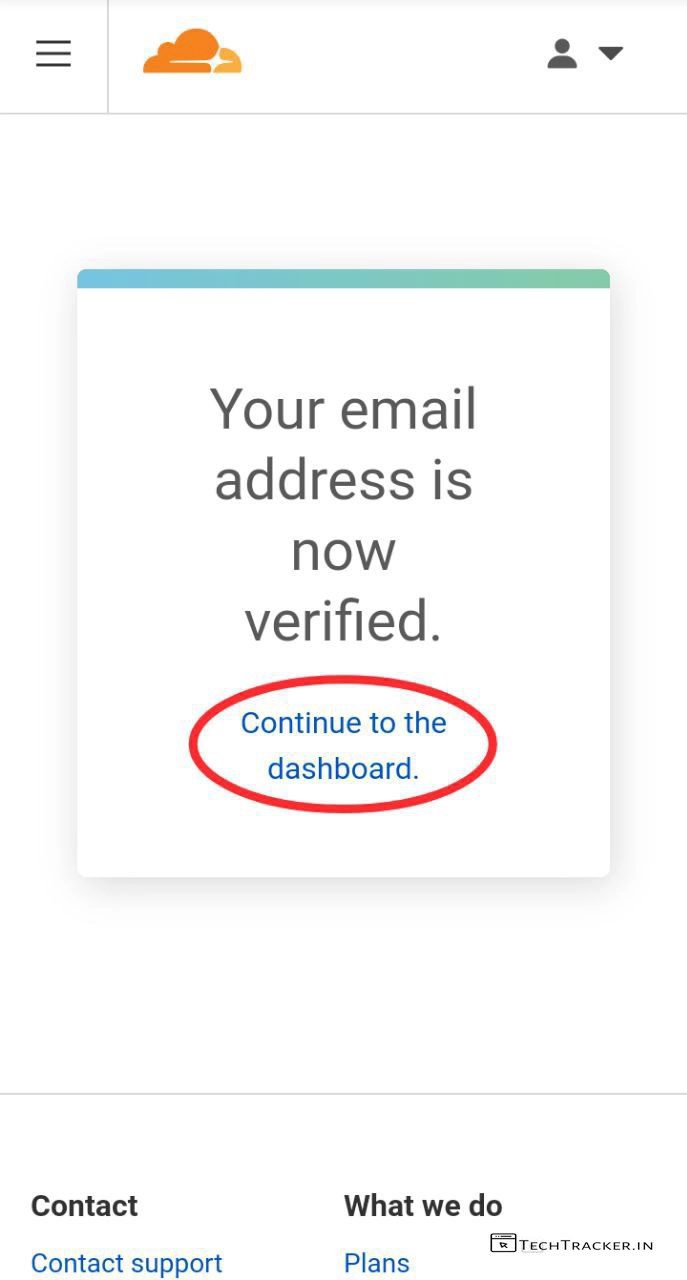 Your email
address is
now
verified.
Continue to the
dashboard.
Contact
What we do
Contact support
Plans
TECHTRACKER.IN